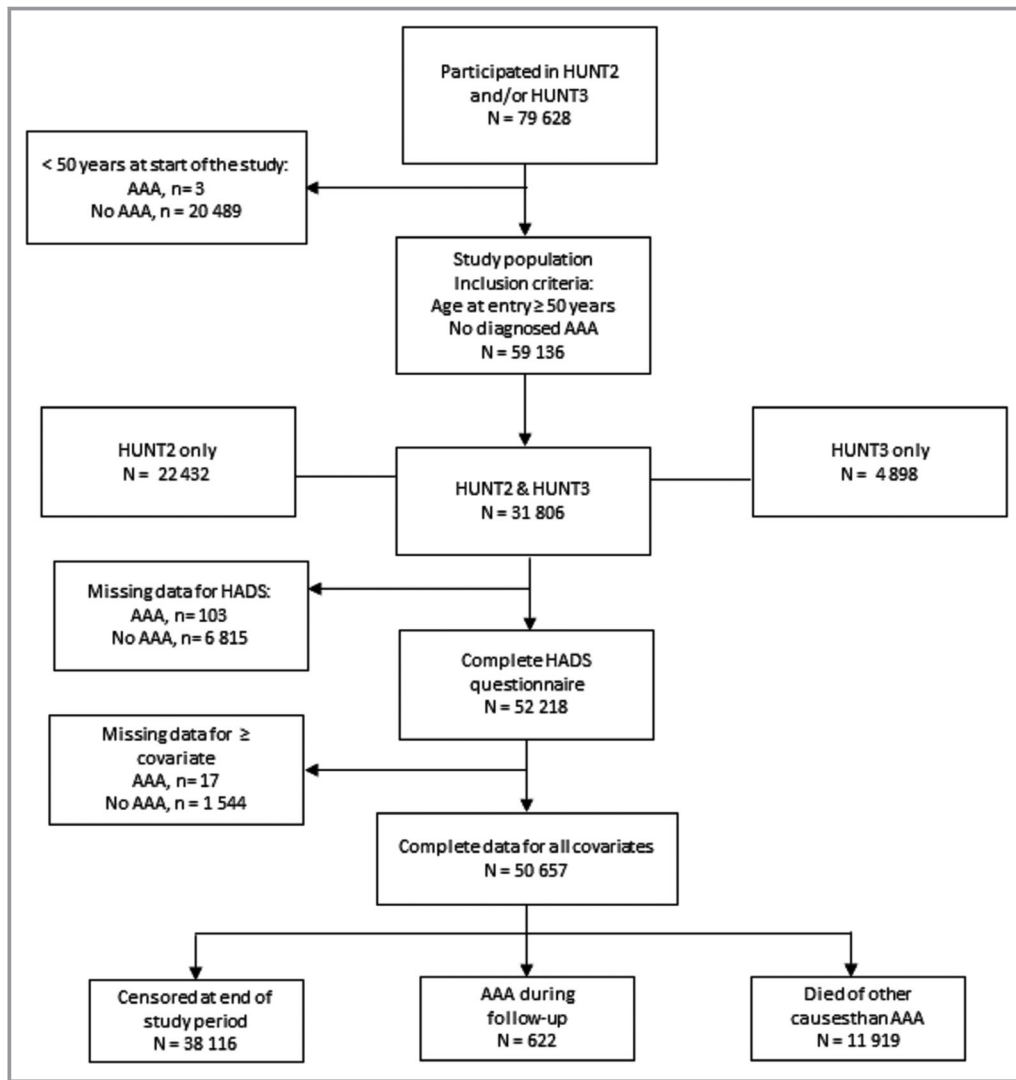 Participated in HUNT2
and/or HUNT3
N = 79 628
< 50 years at start of the study:
AAA, n= 3
No AAA, n = 20 489
Study population
Inclusion criteria:
Age at entry ≥ 50 years
No diagnosed AAA
N = 59 136
HUNT2 only
N = 22 432
HUNT2 & HUNT3
N = 31 806
HUNT3 only
N = 4 898
Missing data for HADS:
AAA, n= 103
No AAA, n= 6 815
Complete HADS
questionnaire
N = 52 218
Missing data for ≥
covariate
AAA, n= 17
No AAA, n = 1 544
Complete data for all covariates
N = 50 657
Censored at end of
study period
N = 38 116
AAA during
follow-up
N = 622
Died of other
causesthan AAA
N = 11 919